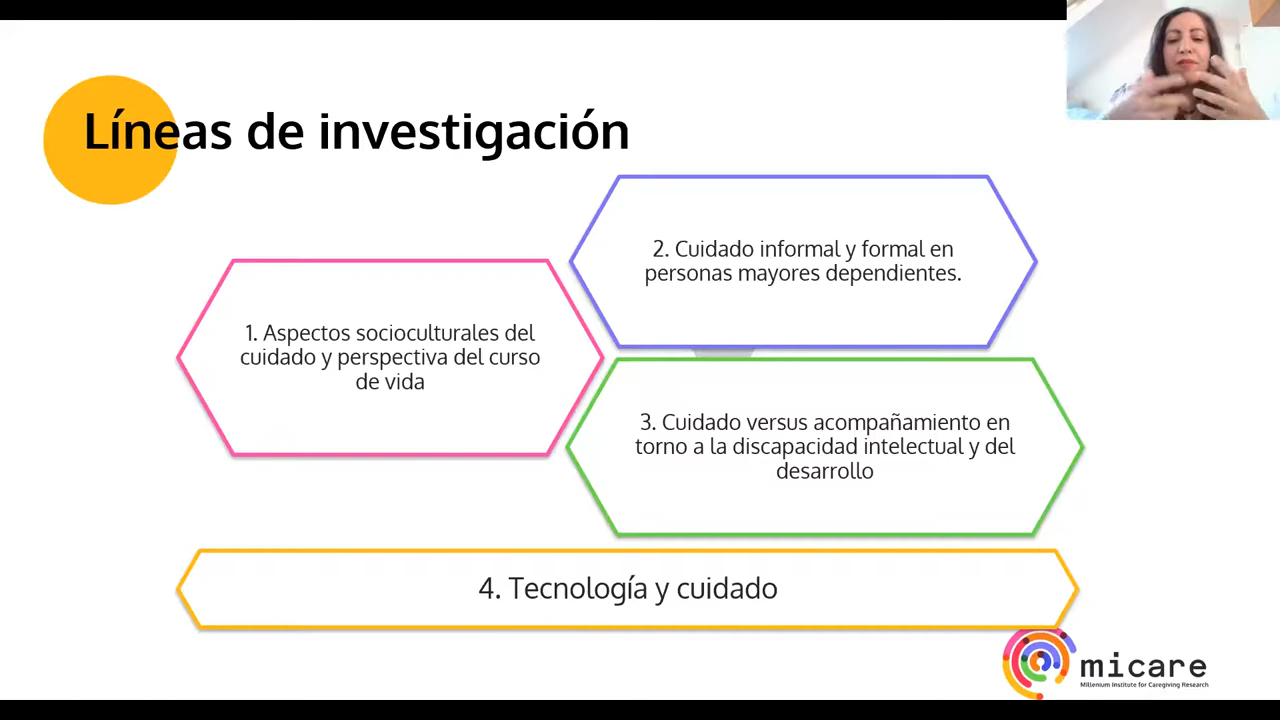 Líneas de investigación
1. Aspectos socioculturales del
cuidado y perspectiva del curso
de vida
2. Cuidado informal y formal en
personas mayores dependientes.
3. Cuidado versus acompañamiento en
torno a la discapacidad intelectual y del
desarrollo
4. Tecnología y cuidado
micare
Millenium Institute for Caregiving Research